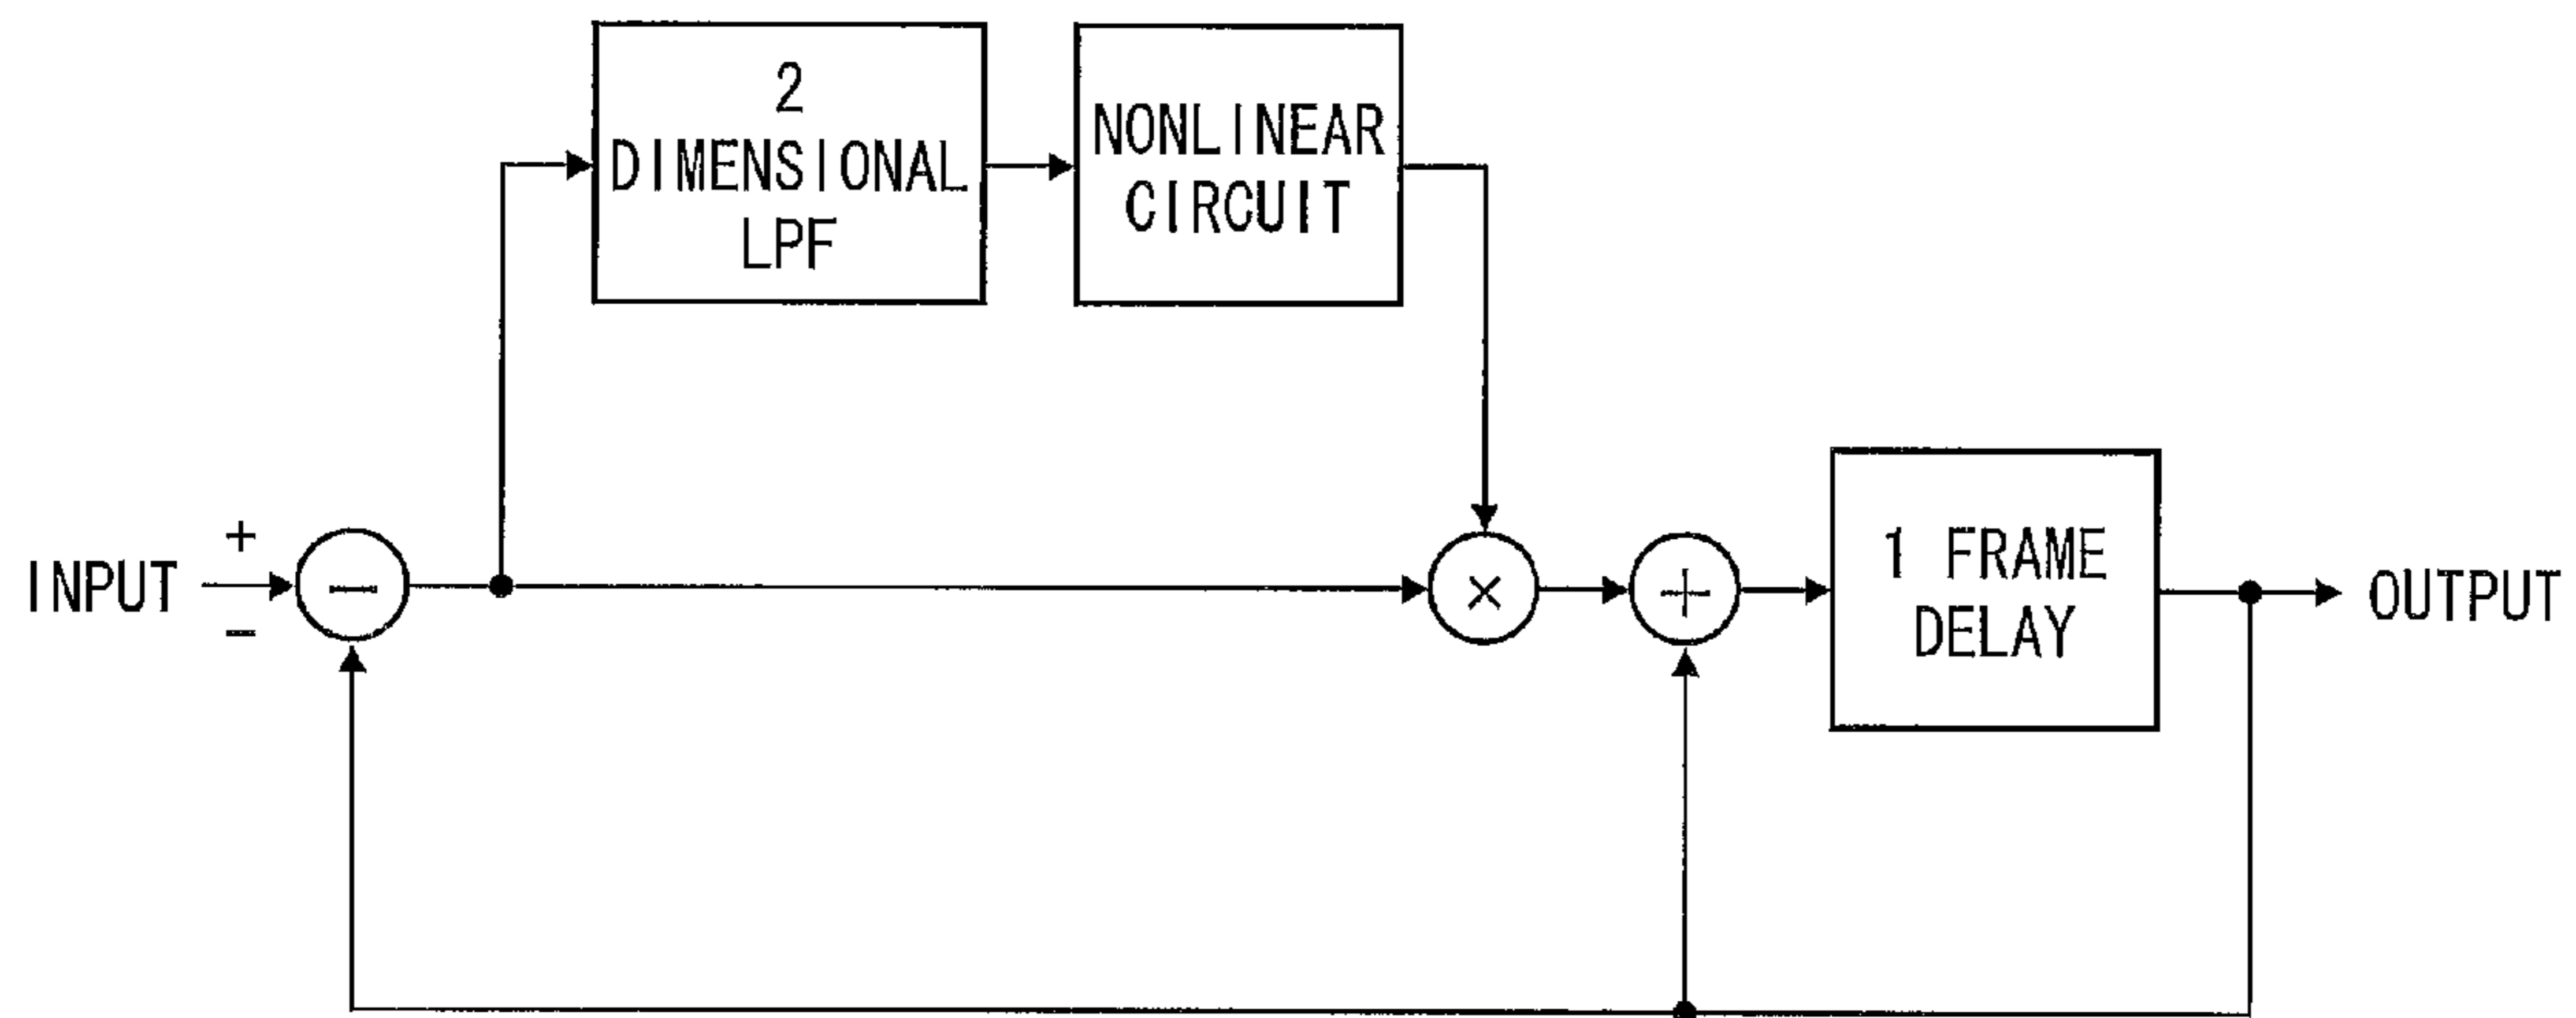 2
DIMENSIONAL
LPF
NONLINEAR
CIRCUIT
INPUT
+
-
−
×
+
1 FRAME
DELAY
OUTPUT